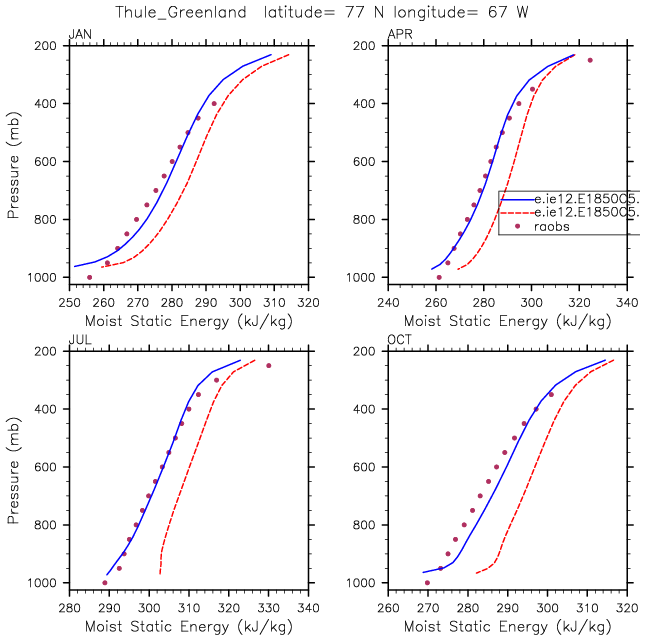 Thule_Greenland latitude= 77 N longitude= 67 W
JAN
APR
200
400
600
800
1000
Pressure (mb)
250 260 270 280 290 300 310 320
Moist Static Energy (kJ/kg)
200
400
600
800
1000
240 260 280 300 320 340
Moist Static Energy (kJ/kg)
e.ie12.E1850C5.
e.ie12.E1850C5.
raobs
JUL
OCT
200
400
600
800
1000
Pressure (mb)
280 290 300 310 320 330 340
Moist Static Energy (kJ/kg)
200
400
600
800
1000
260 270 280 290 300 310 320
Moist Static Energy (kJ/kg)